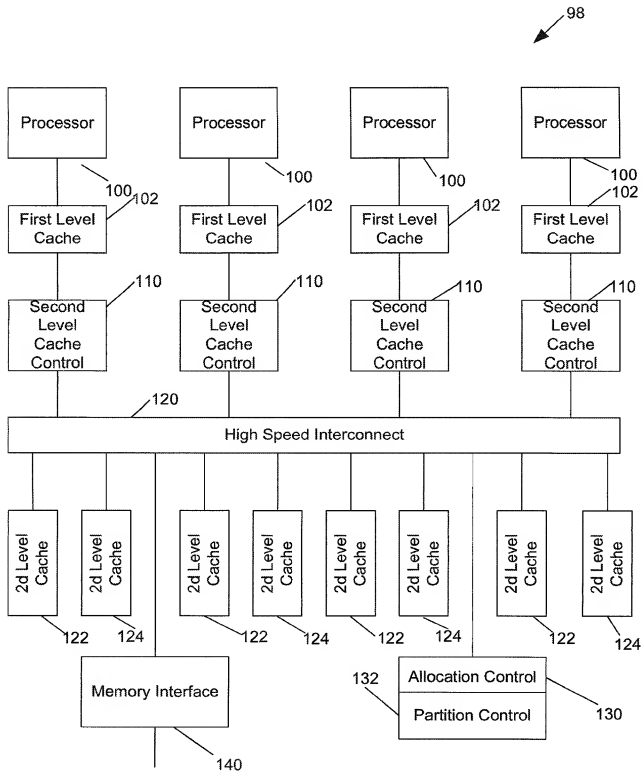 98
Processor
Processor
Processor
Processor
100
100
100
100
102
102
102
102
First Level
Cache
First Level
Cache
First Level
Cache
First Level
Cache
110
110
110
110
Second
Level
Cache
Control
Second
Level
Cache
Control
Second
Level
Cache
Control
Second
Level
Cache
Control
120
High Speed Interconnect
2d Level
Cache
2d Level
Cache
2d Level
Cache
2d Level
Cache
2d Level
Cache
2d Level
Cache
2d Level
Cache
2d Level
Cache
122
124
122
124
122
124
122
124
Memory Interface
140
132
Allocation Control
Partition Control
130